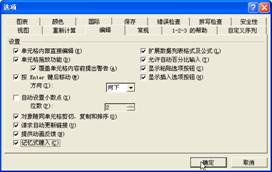 选项
图表 颜色 国际 保存 错误检查 拼写检查 安全性
视图 重新计算 编辑 常规 1-2-3 的帮助 自定义序列
设置
单元格内部直接编辑(I)
单元格拖放功能(D)
覆盖单元格内容前提出警告(A)
按 Enter 键后移动(M)
方向(I): 向下
自动设置小数点(I)
位数(P): 2
对象随同单元格剪切、复制和排序(O)
请求自动更新链接(U)
提供动画反馈(B)
记忆式键入(C)
扩展数据列表格式及公式(L)
允许自动百分比输入(T)
显示粘贴选项按钮(S)
显示插入选项按钮(N)
确定 取消